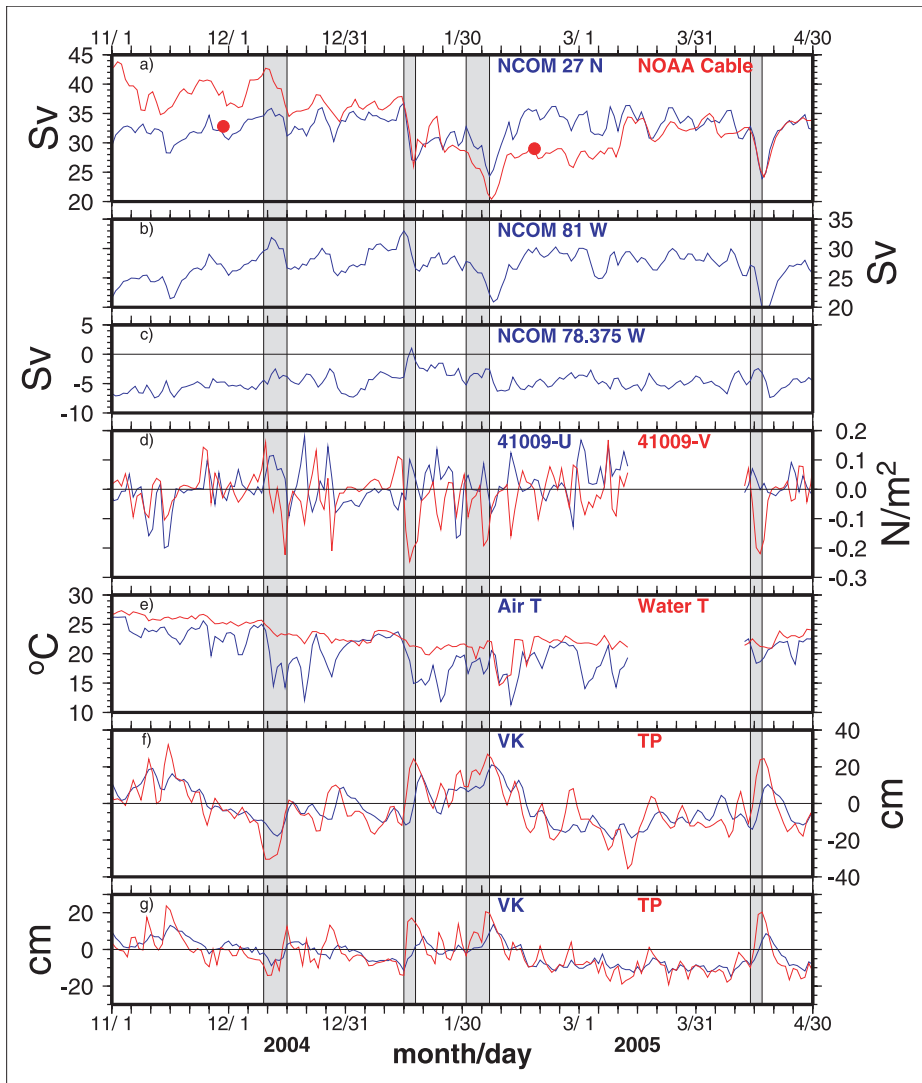 11/ 1 12/ 1 12/31 1/30 3/ 1 3/31 4/30
a) NCOM 27 N NOAA Cable
45
40
35
30
25
20
Sv
b) NCOM 81 W
35
30
25
20
Sv
c) NCOM 78.375 W
5
0
-5
-10
Sv
d) 41009-U 41009-V
0.2
0.1
0.0
-0.1
-0.2
-0.3
N/m²
e) Air T Water T
30
25
20
15
10
°C
f) VK TP
40
20
0
-20
-40
cm
g) VK TP
20
0
-20
cm
11/ 1 12/ 1 12/31 1/30 3/ 1 3/31 4/30
2004 month/day 2005